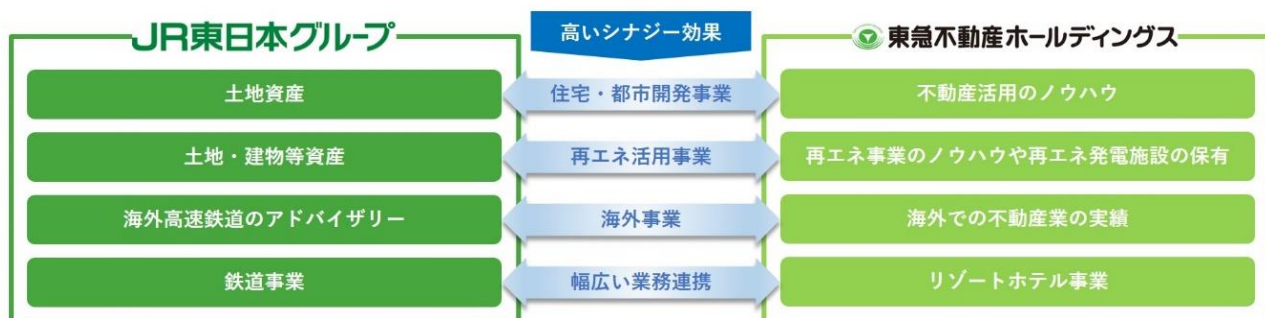 JR東日本グループ
高いシナジー効果
東急不動産ホールディングス
土地資産
住宅・都市開発事業
不動産活用のノウハウ
土地・建物等資産
再エネ活用事業
再エネ事業のノウハウや再エネ発電施設の保有
海外高速鉄道のアドバイザリー
海外事業
海外での不動産業の実績
鉄道事業
幅広い業務連携
リゾートホテル事業